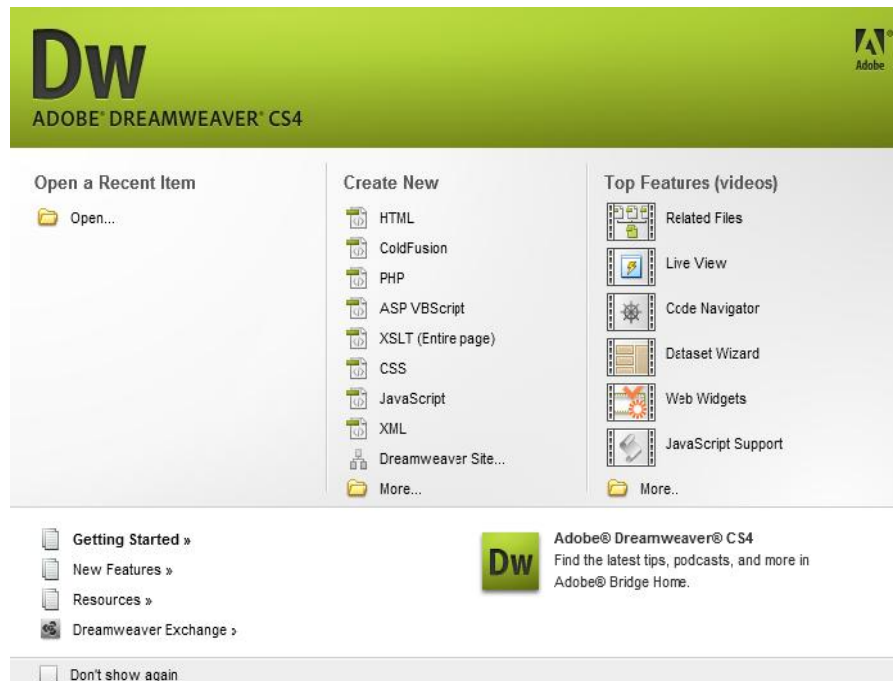 Dw
ADOBE® DREAMWEAVER® CS4
Adobe
Open a Recent Item
Open...
Create New
HTML
ColdFusion
PHP
ASP VBScript
XSLT (Entire page)
CSS
JavaScript
XML
Dreamweaver Site...
More...
Top Features (videos)
Related Files
Live View
Code Navigator
Dataset Wizard
Web Widgets
JavaScript Support
More..
Getting Started »
New Features »
Resources »
Dreamweaver Exchange »
Dw
Adobe® Dreamweaver® CS4
Find the latest tips, podcasts, and more in
Adobe® Bridge Home.
Don't show again